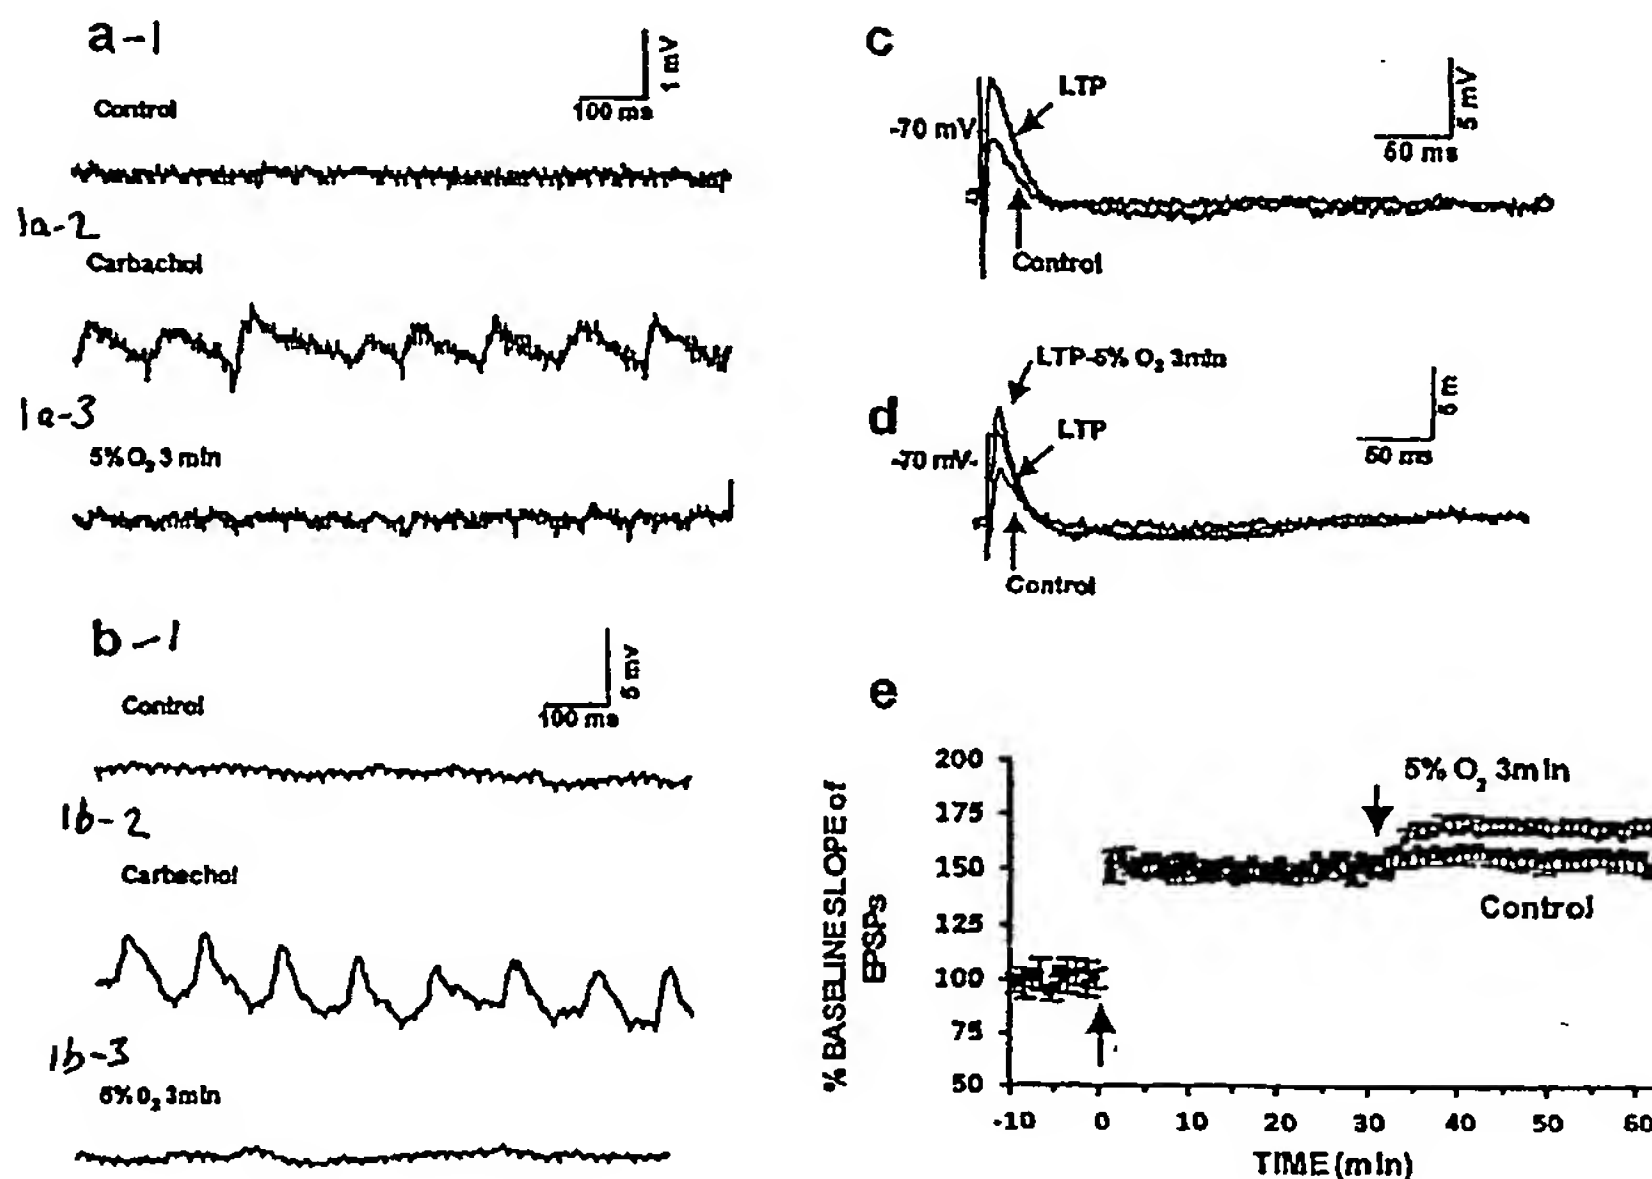 a-1
1 mV
100 ms
Control
1a-2
Carbachol
1a-3
5% O₂ 3 min
b-1
5 mV
100 ms
Control
1b-2
Carbachol
1b-3
5% O₂ 3min
c
LTP
-70 mV
5 mV
50 ms
Control
d
LTP-5% O₂ 3min
LTP
-70 mV-
5 m
50 ms
Control
e
% BASELINE SLOPE of
EPSPs
200
175
150
125
100
75
50
5% O₂ 3min
Control
-10 0 10 20 30 40 50 60
TIME (min)